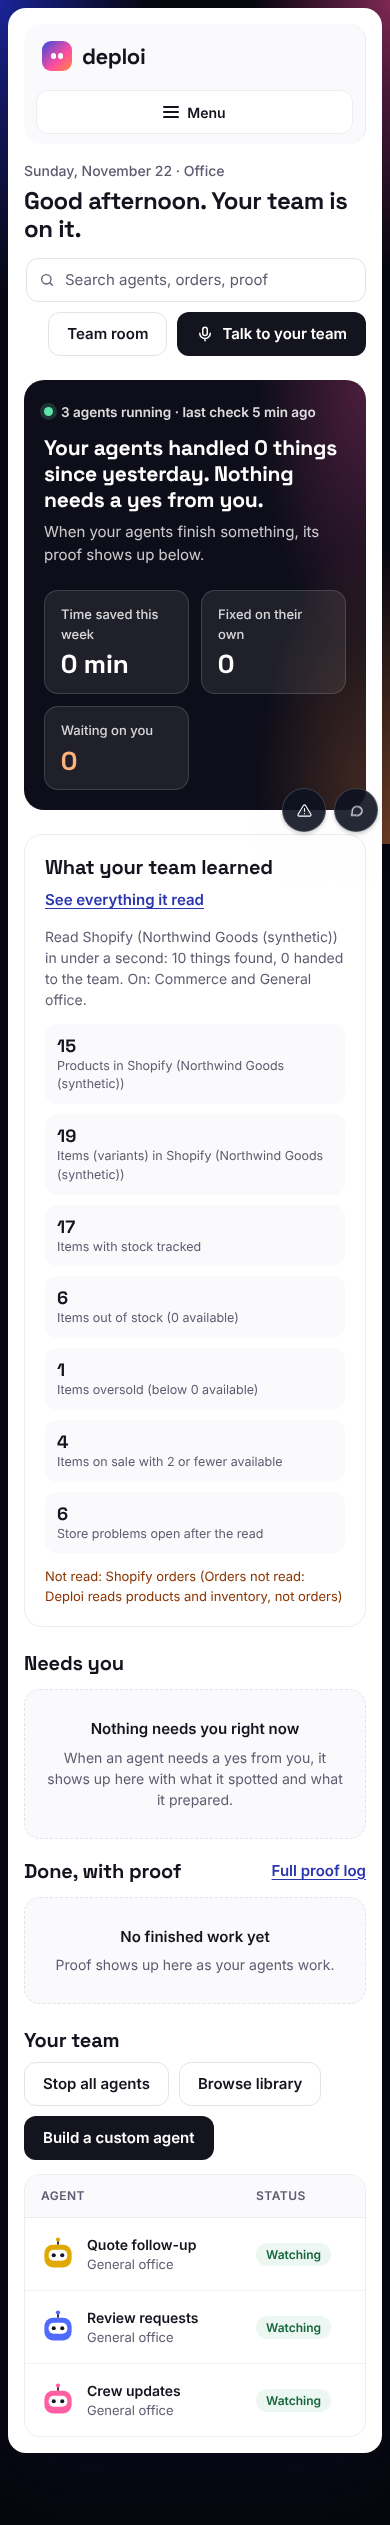 deploi
Menu
Sunday, November 22 · Office
Good afternoon. Your team is
on it.
Search agents, orders, proof
Team room
Talk to your team
3 agents running · last check 5 min ago
Your agents handled 0 things
since yesterday. Nothing
needs a yes from you.
When your agents finish something, its
proof shows up below.
Time saved this
week
0 min
Fixed on their
own
0
Waiting on you
0
What your team learned
See everything it read
Read Shopify (Northwind Goods (synthetic))
in under a second: 10 things found, 0 handed
to the team. On: Commerce and General
office.
15
Products in Shopify (Northwind Goods
(synthetic))
19
Items (variants) in Shopify (Northwind Goods
(synthetic))
17
Items with stock tracked
6
Items out of stock (0 available)
1
Items oversold (below 0 available)
4
Items on sale with 2 or fewer available
6
Store problems open after the read
Not read: Shopify orders (Orders not read:
Deploi reads products and inventory, not orders)
Needs you
Nothing needs you right now
When an agent needs a yes from you, it
shows up here with what it spotted and what
it prepared.
Done, with proof
Full proof log
No finished work yet
Proof shows up here as your agents work.
Your team
Stop all agents
Browse library
Build a custom agent
AGENT
STATUS
Quote follow-up
General office
Watching
Review requests
General office
Watching
Crew updates
General office
Watching